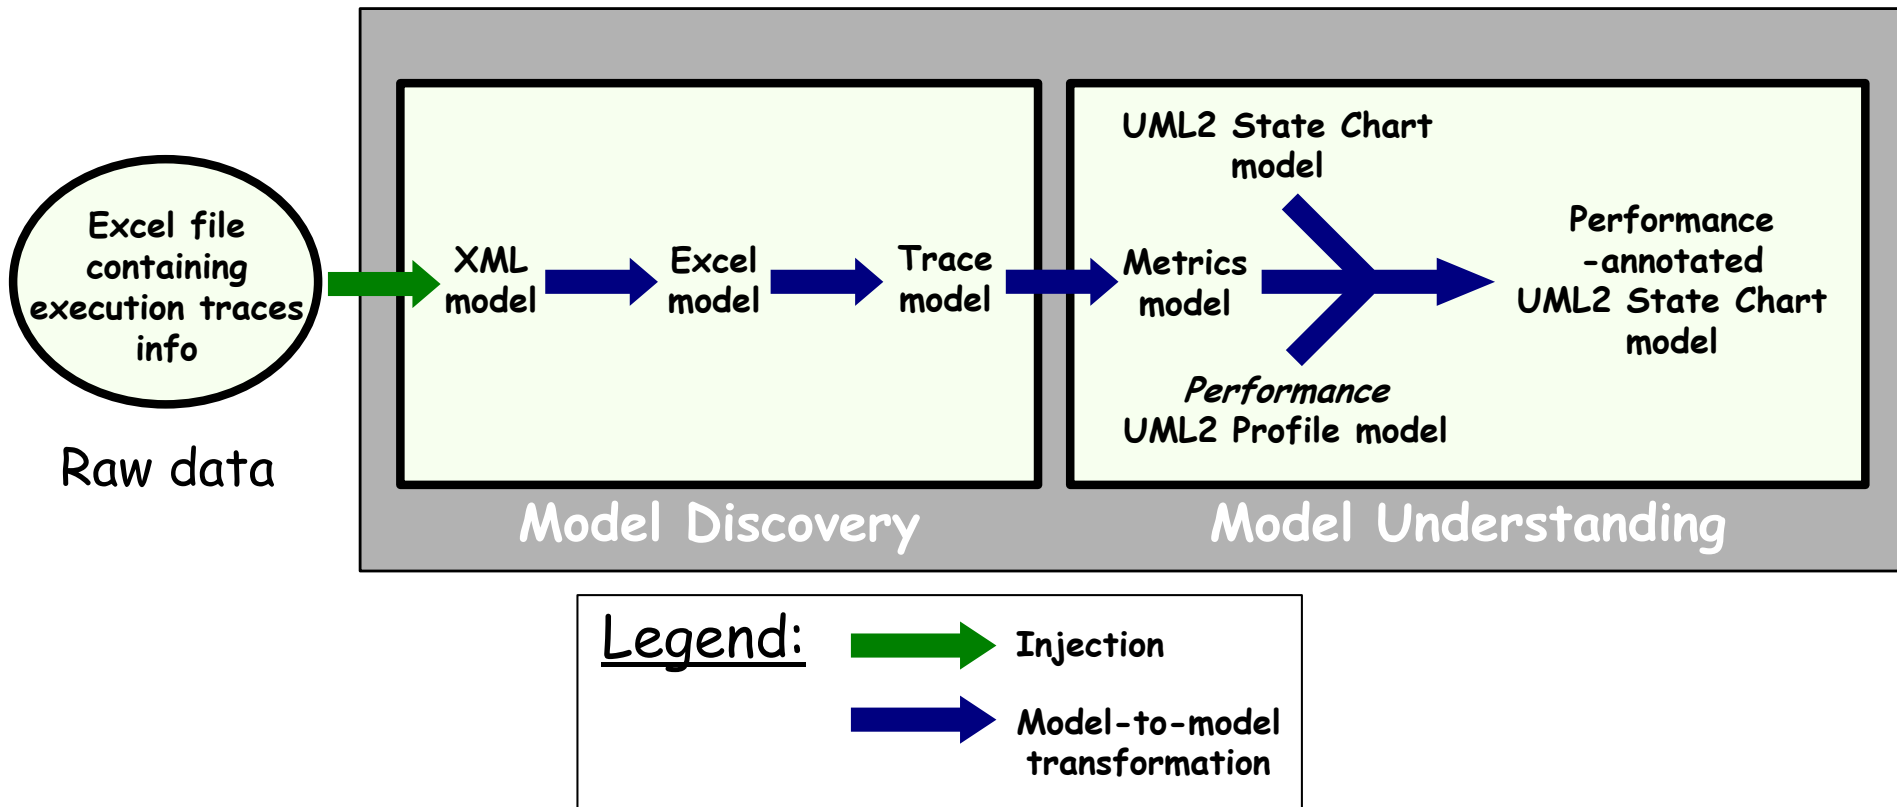 Excel file
containing
execution traces
info
Raw data
XML
model
Excel
model
Trace
model
Model Discovery
UML2 State Chart
model
Metrics
model
Performance
UML2 Profile model
Performance
-annotated
UML2 State Chart
model
Model Understanding
Legend:
Injection
Model-to-model
transformation